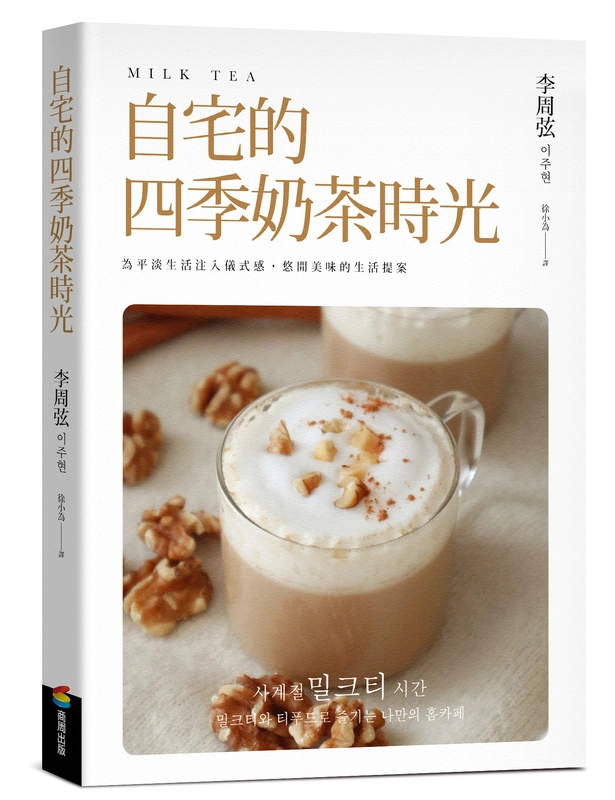 MILK TEA
自宅的
四季奶茶時光
為平淡生活注入儀式感，悠閒美味的生活提案
李周弦 이주현
徐小為 譯
사계절 밀크티 시간
밀크티와 티푸드로 즐기는 나만의 홈카페
自宅的四季奶茶時光
李周弦 이주현
徐小為 譯
商周出版